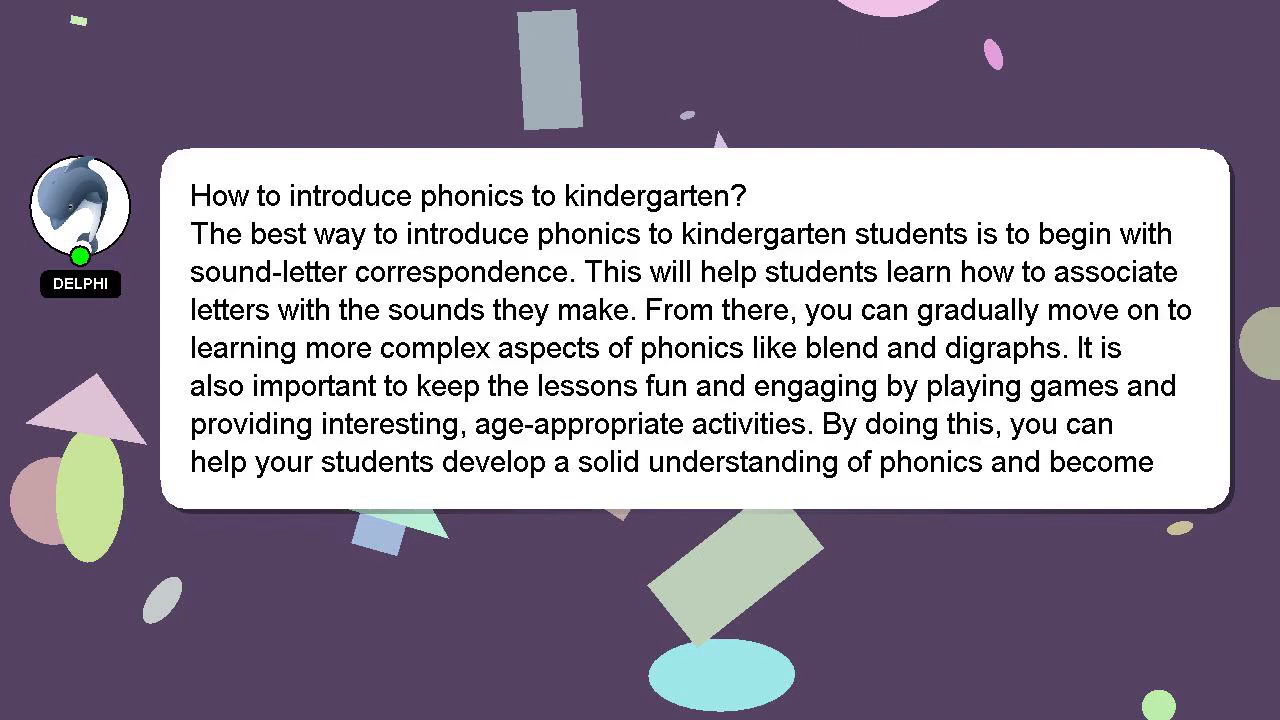 How to introduce phonics to kindergarten?
The best way to introduce phonics to kindergarten students is to begin with
sound-letter correspondence. This will help students learn how to associate
letters with the sounds they make. From there, you can gradually move on to
learning more complex aspects of phonics like blend and digraphs. It is
also important to keep the lessons fun and engaging by playing games and
providing interesting, age-appropriate activities. By doing this, you can
help your students develop a solid understanding of phonics and become
DELPHI